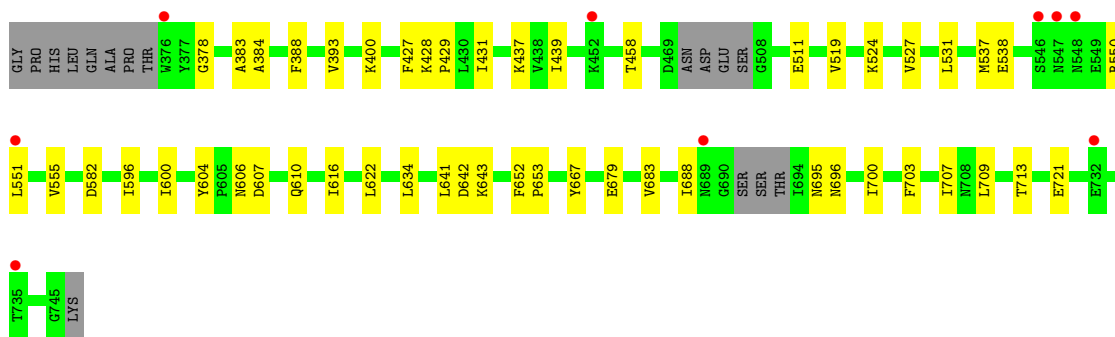 GLY PRO HIS LEU GLN ALA PRO THR W376 Y377 G378 A383 A384 F388 V393 K400 F427 K428 P429 L430 I431 K437 V438 I439 K452 T458 D469 ASN ASP GLU SER G508 E511 V519 K524 V527 L531 M537 E538 S546 N547 N548 E549
L551 V555 D582 I596 I600 Y604 P605 N606 D607 Q610 I616 L622 L634 L641 D642 K643 F652 P653 Y667 E679 V683 I688 N689 G690 SER SER THR I694 N695 N696 I700 F703 I707 N708 L709 T713 E721 E732
T735 G745 LYS